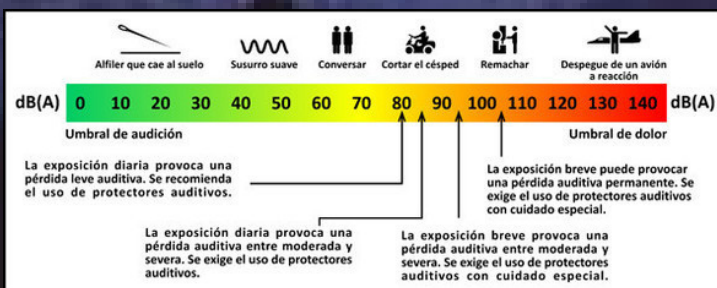 Alfiler que cae al suelo
Susurro suave
Conversar
Cortar el césped
Remachar
Despegue de un avión
a reacción
dB(A) 0 10 20 30 40 50 60 70 80 90 100 110 120 130 140 dB(A)
Umbral de audición
Umbral de dolor
La exposición diaria provoca una
pérdida leve auditiva. Se recomienda
el uso de protectores auditivos.
La exposición breve puede provocar
una pérdida auditiva permanente. Se
exige el uso de protectores auditivos
con cuidado especial.
La exposición diaria provoca una
pérdida auditiva entre moderada y
severa. Se exige el uso de protectores
auditivos.
La exposición breve provoca una
pérdida auditiva entre moderada y
severa. Se exige el uso de protectores
auditivos con cuidado especial.